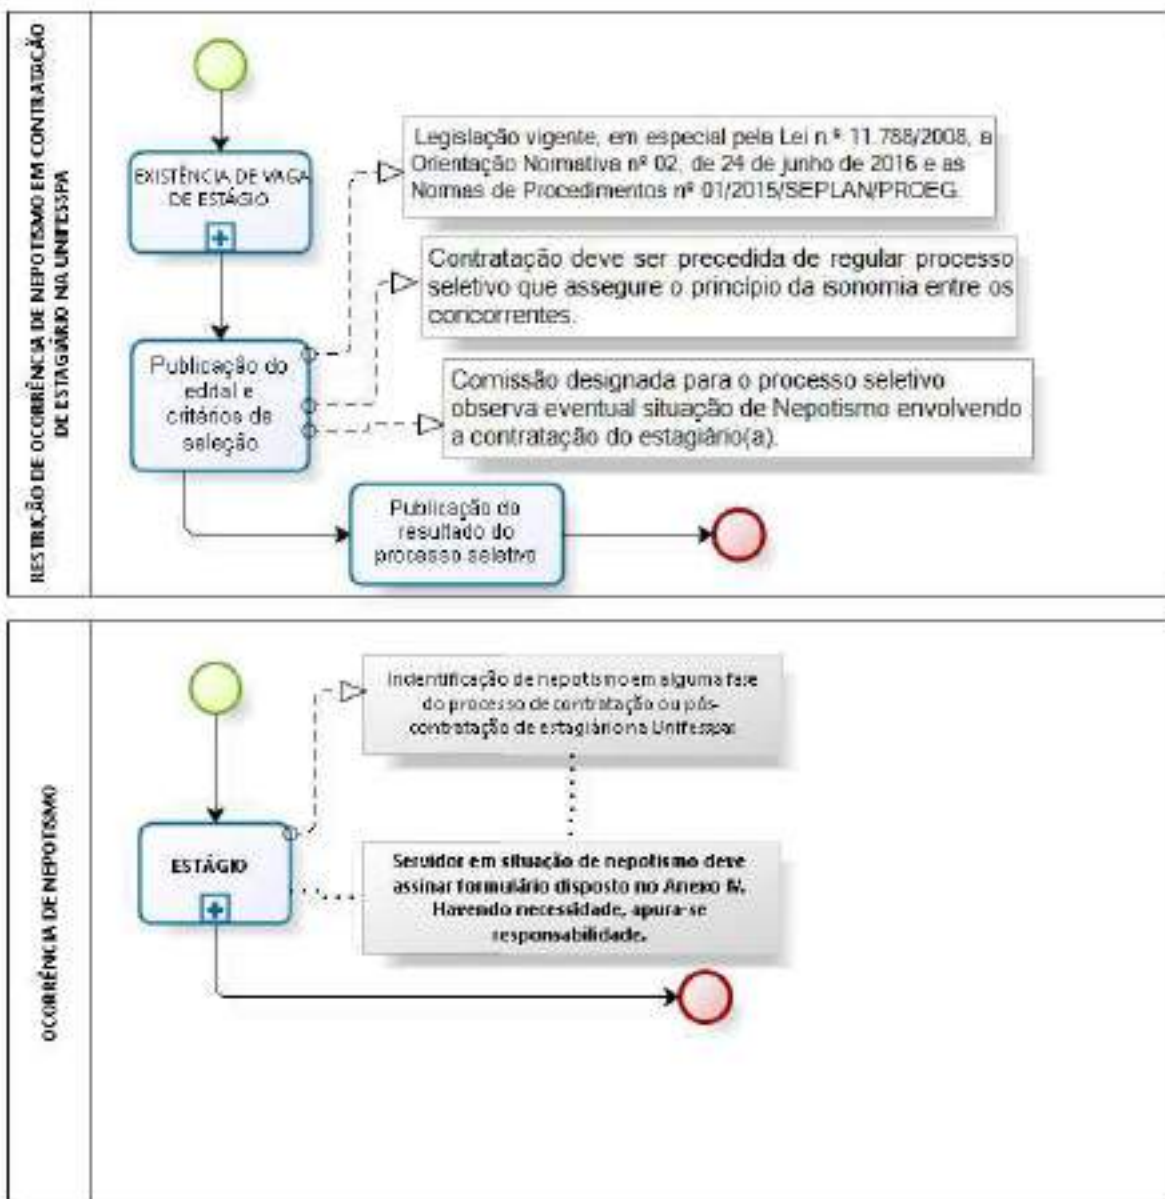 RESTRIÇÃO DE OCORRÊNCIA DE NEPOTISMO EM CONTRATAÇÃO
DE ESTAGIÁRIO NA UNIFESSPA
EXISTÊNCIA DE VAGA
DE ESTÁGIO
Legislação vigente, em especial pela Lei n.º 11.788/2008, a
Orientação Normativa nº 02, de 24 de junho de 2016 e as
Normas de Procedimentos nº 01/2015/SEPLAN/PROEG.
Contratação deve ser precedida de regular processo
seletivo que assegure o princípio da isonomia entre os
concorrentes.
Publicação do
edital e
critérios de
seleção
Comissão designada para o processo seletivo
observa eventual situação de Nepotismo envolvendo
a contratação do estagiário(a).
Publicação do
resultado do
processo seletivo
OCORRÊNCIA DE NEPOTISMO
Indentificação de nepotismo em alguma fase
do processo de contratação ou pós-
contratação de estagiário na Unifesspa.
ESTÁGIO
Servidor em situação de nepotismo deve
assinar formulário disposto no Anexo IV.
Havendo necessidade, apura-se
responsabilidade.